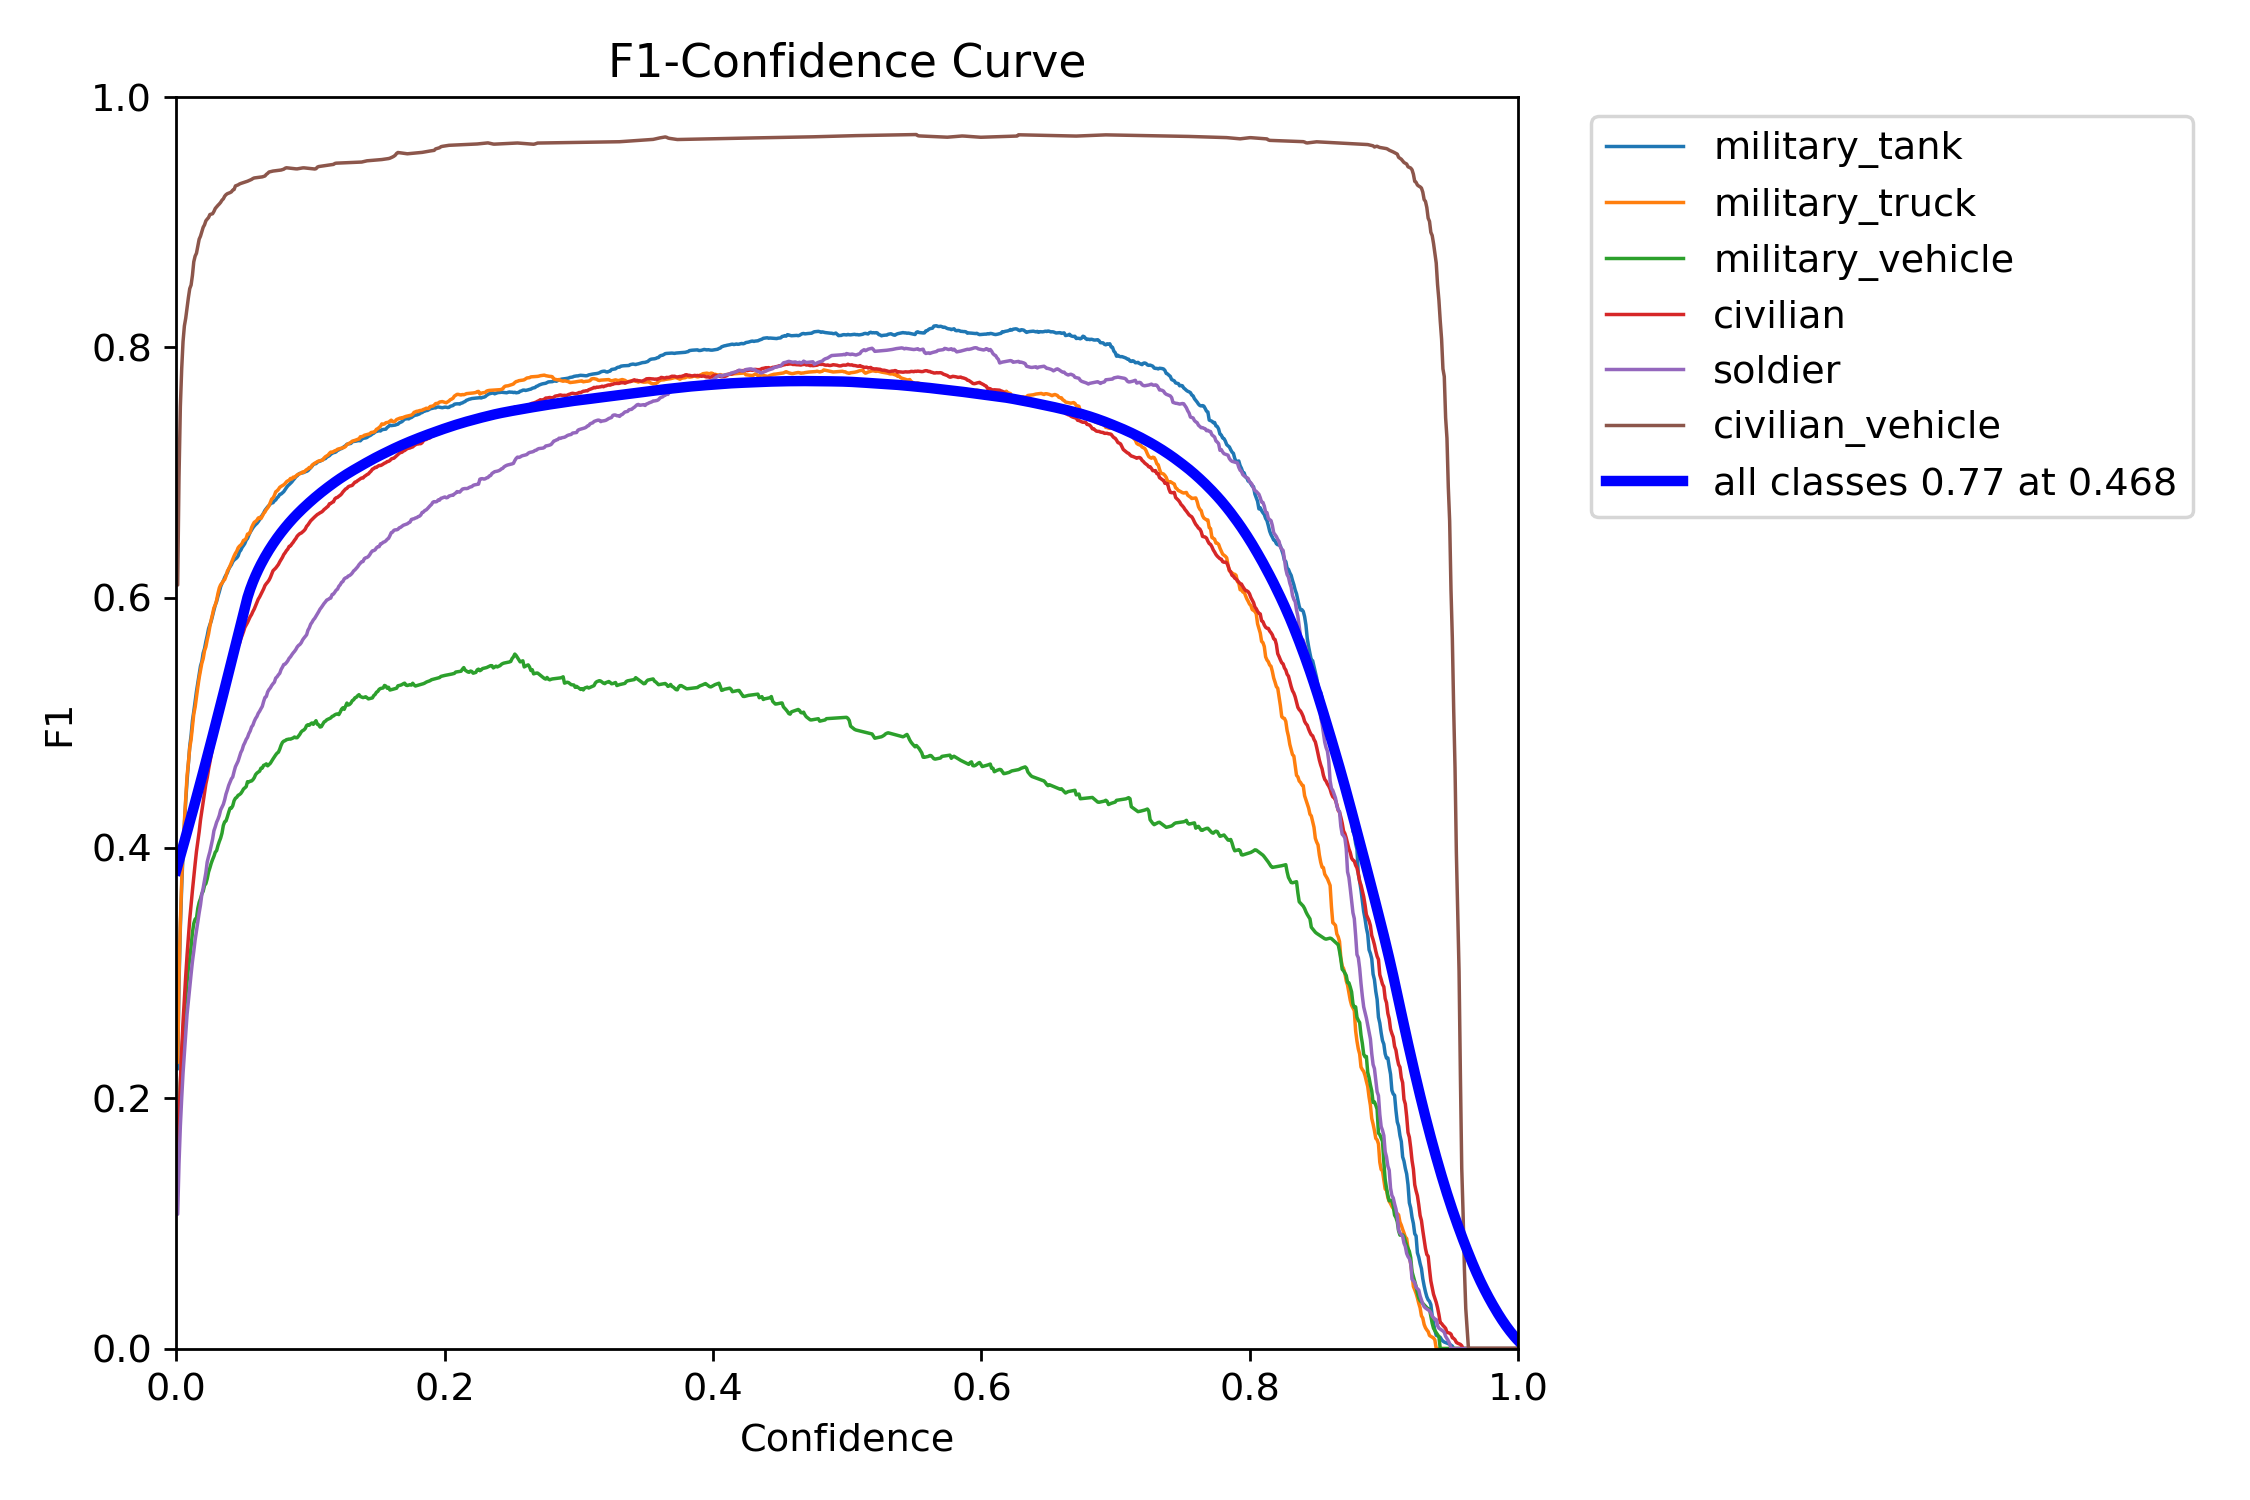 F1-Confidence Curve
1.0
0.8
0.6
0.4
0.2
0.0
F1
0.0 0.2 0.4 0.6 0.8 1.0
Confidence
military_tank
military_truck
military_vehicle
civilian
soldier
civilian_vehicle
all classes 0.77 at 0.468